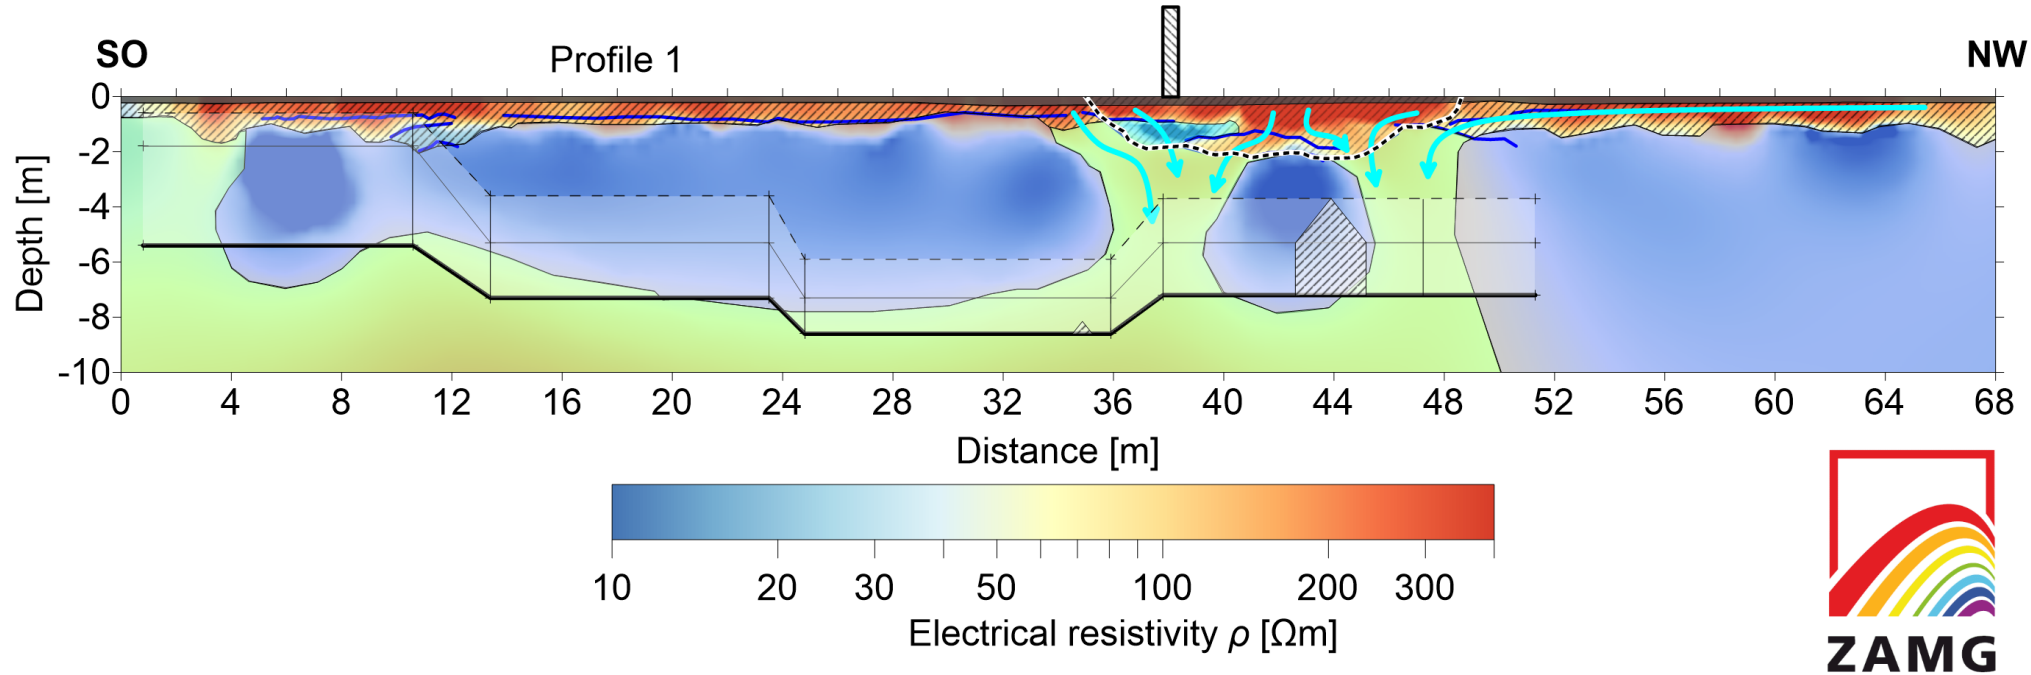 SO
Profile 1
NW
0
-2
-4
-6
-8
-10
Depth [m]
0 4 8 12 16 20 24 28 32 36 40 44 48 52 56 60 64 68
Distance [m]
10 20 30 50 100 200 300
Electrical resistivity ρ [Ωm]
ZAMG